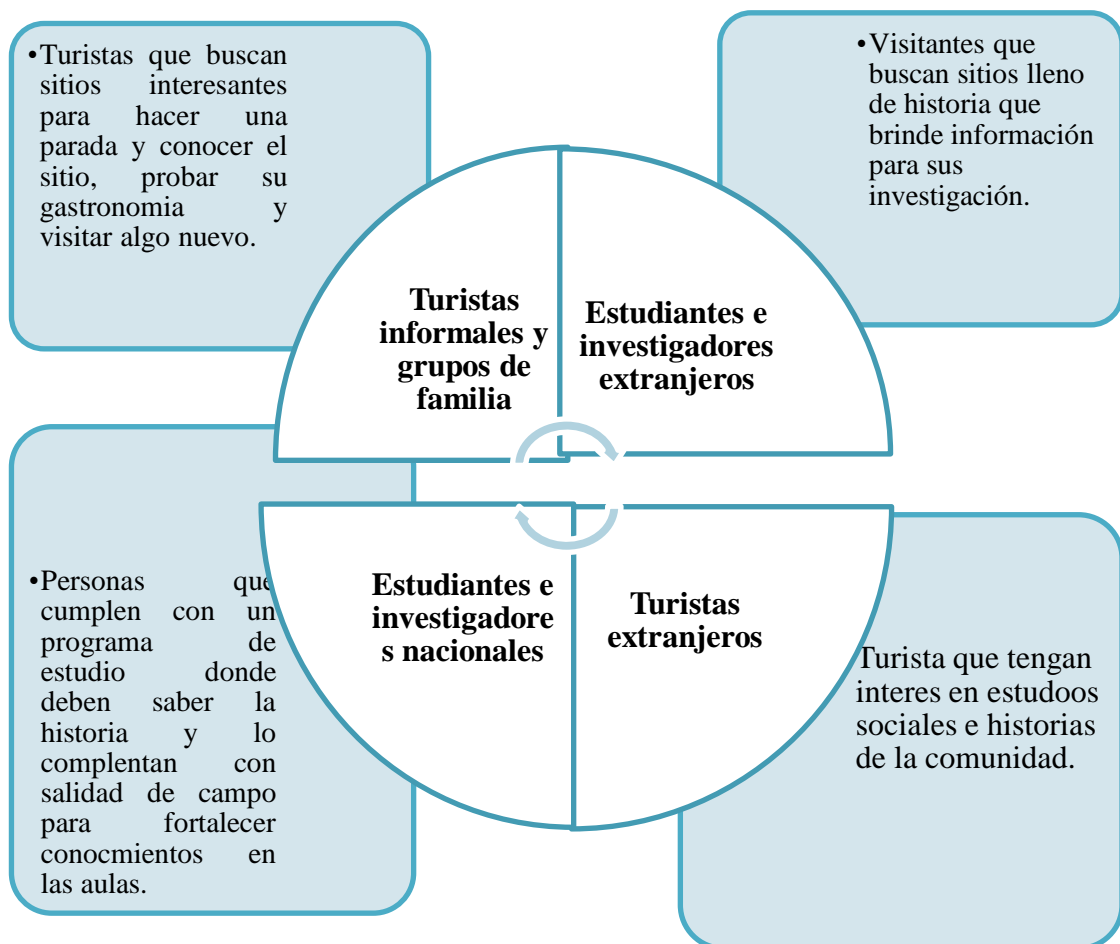 •Turistas que buscan
sitios interesantes
para hacer una
parada y conocer el
sitio, probar su
gastronomia y
visitar algo nuevo.
•Visitantes que
buscan sitios lleno
de historia que
brinde información
para sus
investigación.
Turistas
informales y
grupos de
familia
Estudiantes e
investigadores
extranjeros
Estudiantes e
investigadore
s nacionales
Turistas
extranjeros
•Personas que
cumplen con un
programa de
estudio donde
deben saber la
historia y lo
complentan con
salidad de campo
para fortalecer
conocmientos en
las aulas.
Turista que tengan
interes en estudoos
sociales e historias
de la comunidad.